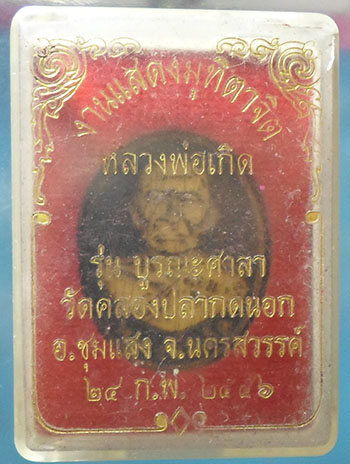 งานแสดงมุทิตาจิต
หลวงพ่อเกิด
รุ่น บูรณะศาลา
วัดคลองปลากดนอก
อ.ชุมแสง จ.นครสวรรค์
๒๔ ก.พ. ๒๕๔๖